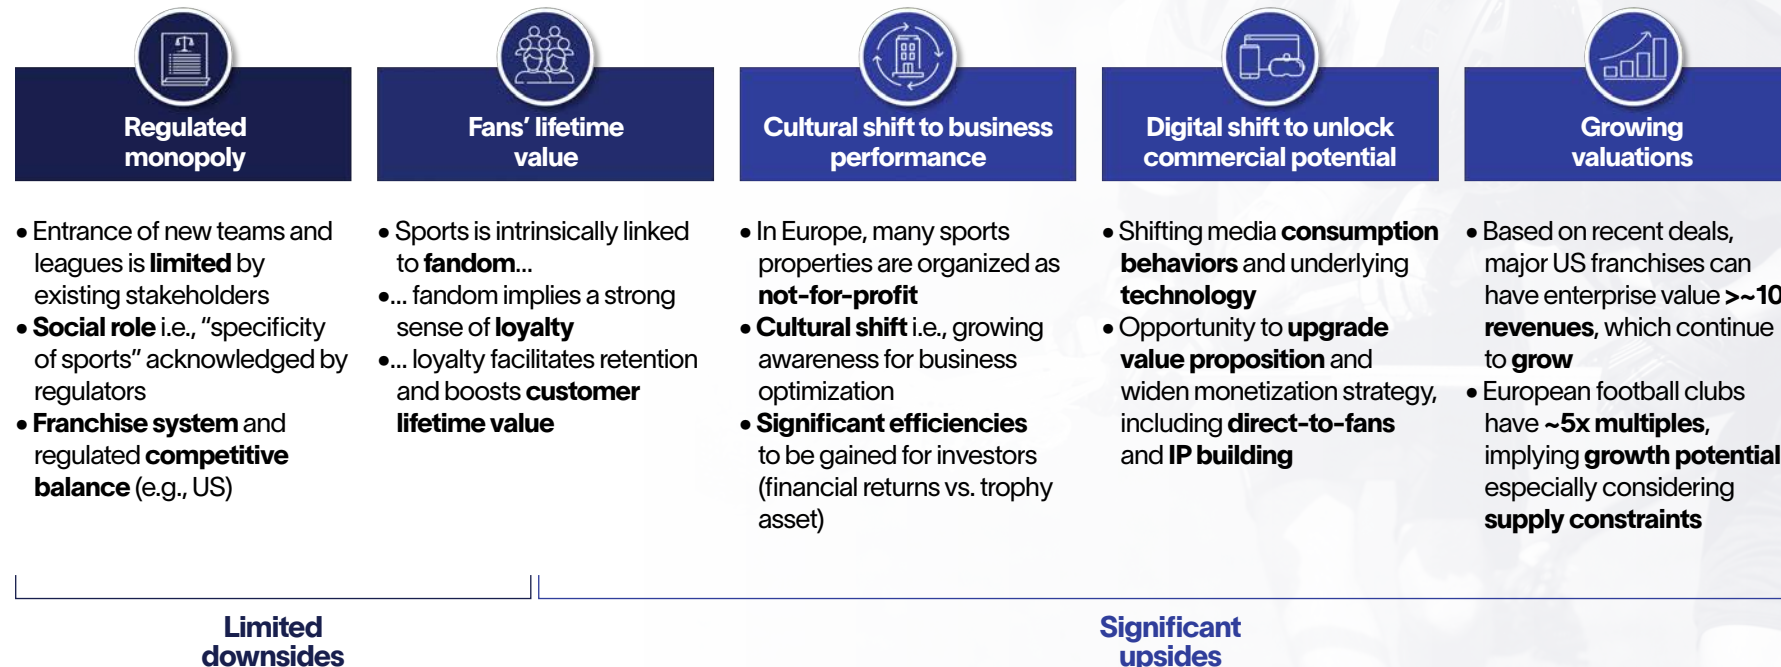 Regulated
monopoly
• Entrance of new teams and
leagues is limited by
existing stakeholders
• Social role i.e., “specificity
of sports” acknowledged by
regulators
• Franchise system and
regulated competitive
balance (e.g., US)
Fans’ lifetime
value
• Sports is intrinsically linked
to fandom...
•... fandom implies a strong
sense of loyalty
•... loyalty facilitates retention
and boosts customer
lifetime value
Cultural shift to business
performance
• In Europe, many sports
properties are organized as
not-for-profit
• Cultural shift i.e., growing
awareness for business
optimization
• Significant efficiencies
to be gained for investors
(financial returns vs. trophy
asset)
Digital shift to unlock
commercial potential
• Shifting media consumption
behaviors and underlying
technology
• Opportunity to upgrade
value proposition and
widen monetization strategy,
including direct-to-fans
and IP building
Growing
valuations
• Based on recent deals,
major US franchises can
have enterprise value >~10
revenues, which continue
to grow
• European football clubs
have ~5x multiples,
implying growth potential
especially considering
supply constraints
Limited
downsides
Significant
upsides